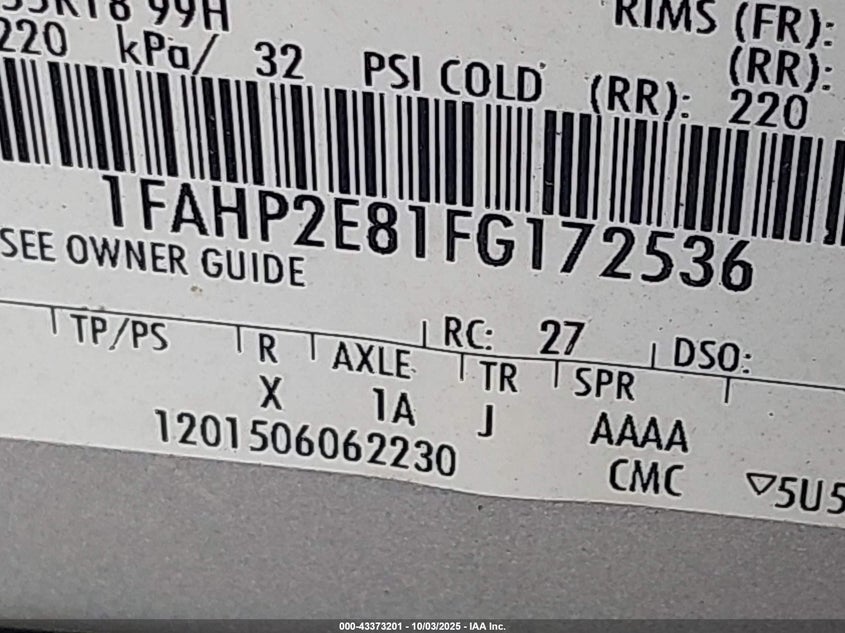 99H
RIMS (FR):
220 kPa/ 32 PSI COLD (RR): 220
(RR):
1FAHP2E81FG172536
SEE OWNER GUIDE
RC: 27 DSO:
TP/PS R AXLE TR SPR
X 1A J AAAA
1201506062230 CMC ▽5U5
000-43373201 - 10/03/2025 - IAA Inc.